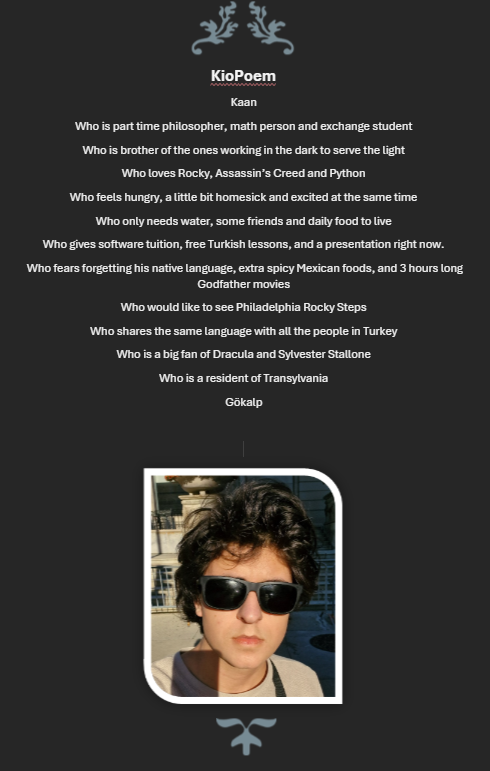 KioPoem
Kaan
Who is part time philosopher, math person and exchange student
Who is brother of the ones working in the dark to serve the light
Who loves Rocky, Assassin's Creed and Python
Who feels hungry, a little bit homesick and excited at the same time
Who only needs water, some friends and daily food to live
Who gives software tuition, free Turkish lessons, and a presentation right now.
Who fears forgetting his native language, extra spicy Mexican foods, and 3 hours long
Godfather movies
Who would like to see Philadelphia Rocky Steps
Who shares the same language with all the people in Turkey
Who is a big fan of Dracula and Sylvester Stallone
Who is a resident of Transylvania
Gökalp